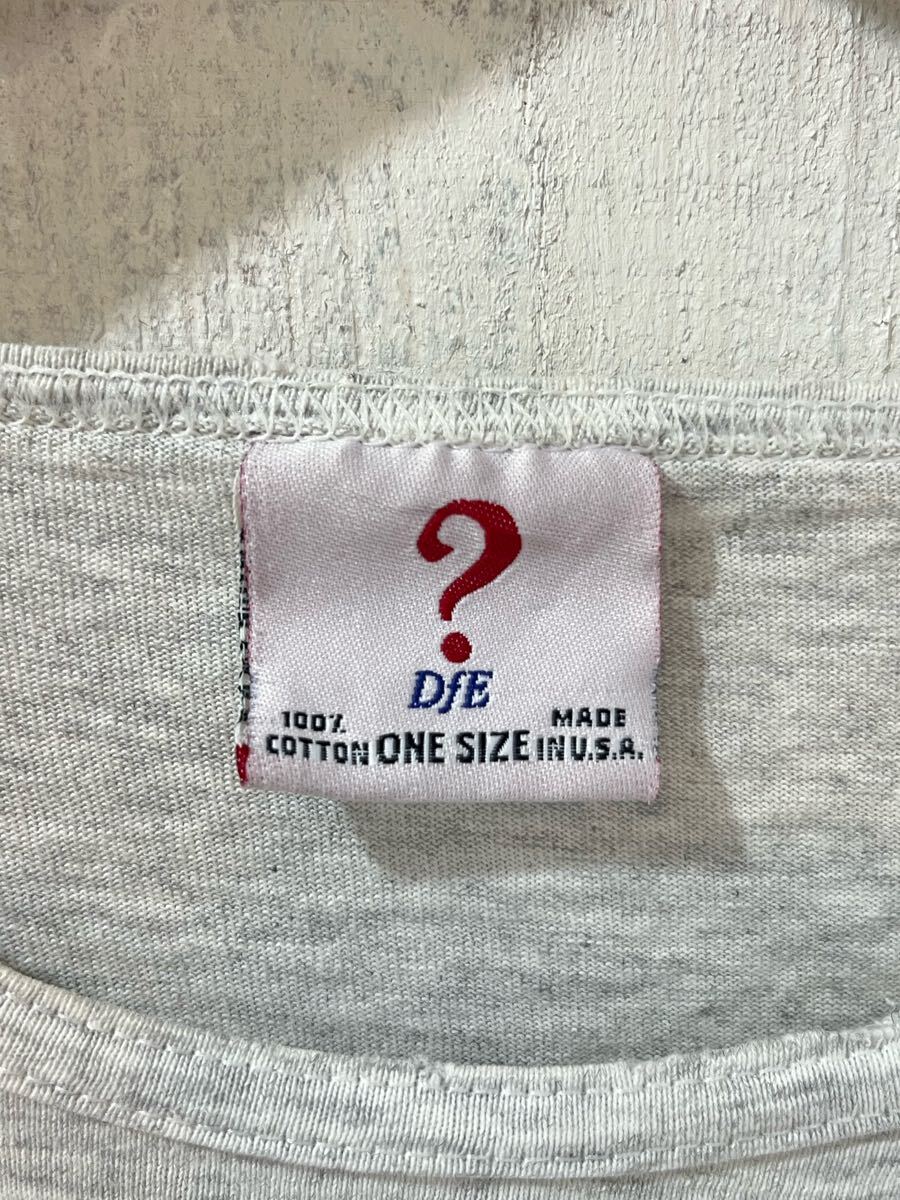 ?
DfE
100% COTTON ONE SIZE MADE IN U.S.A.